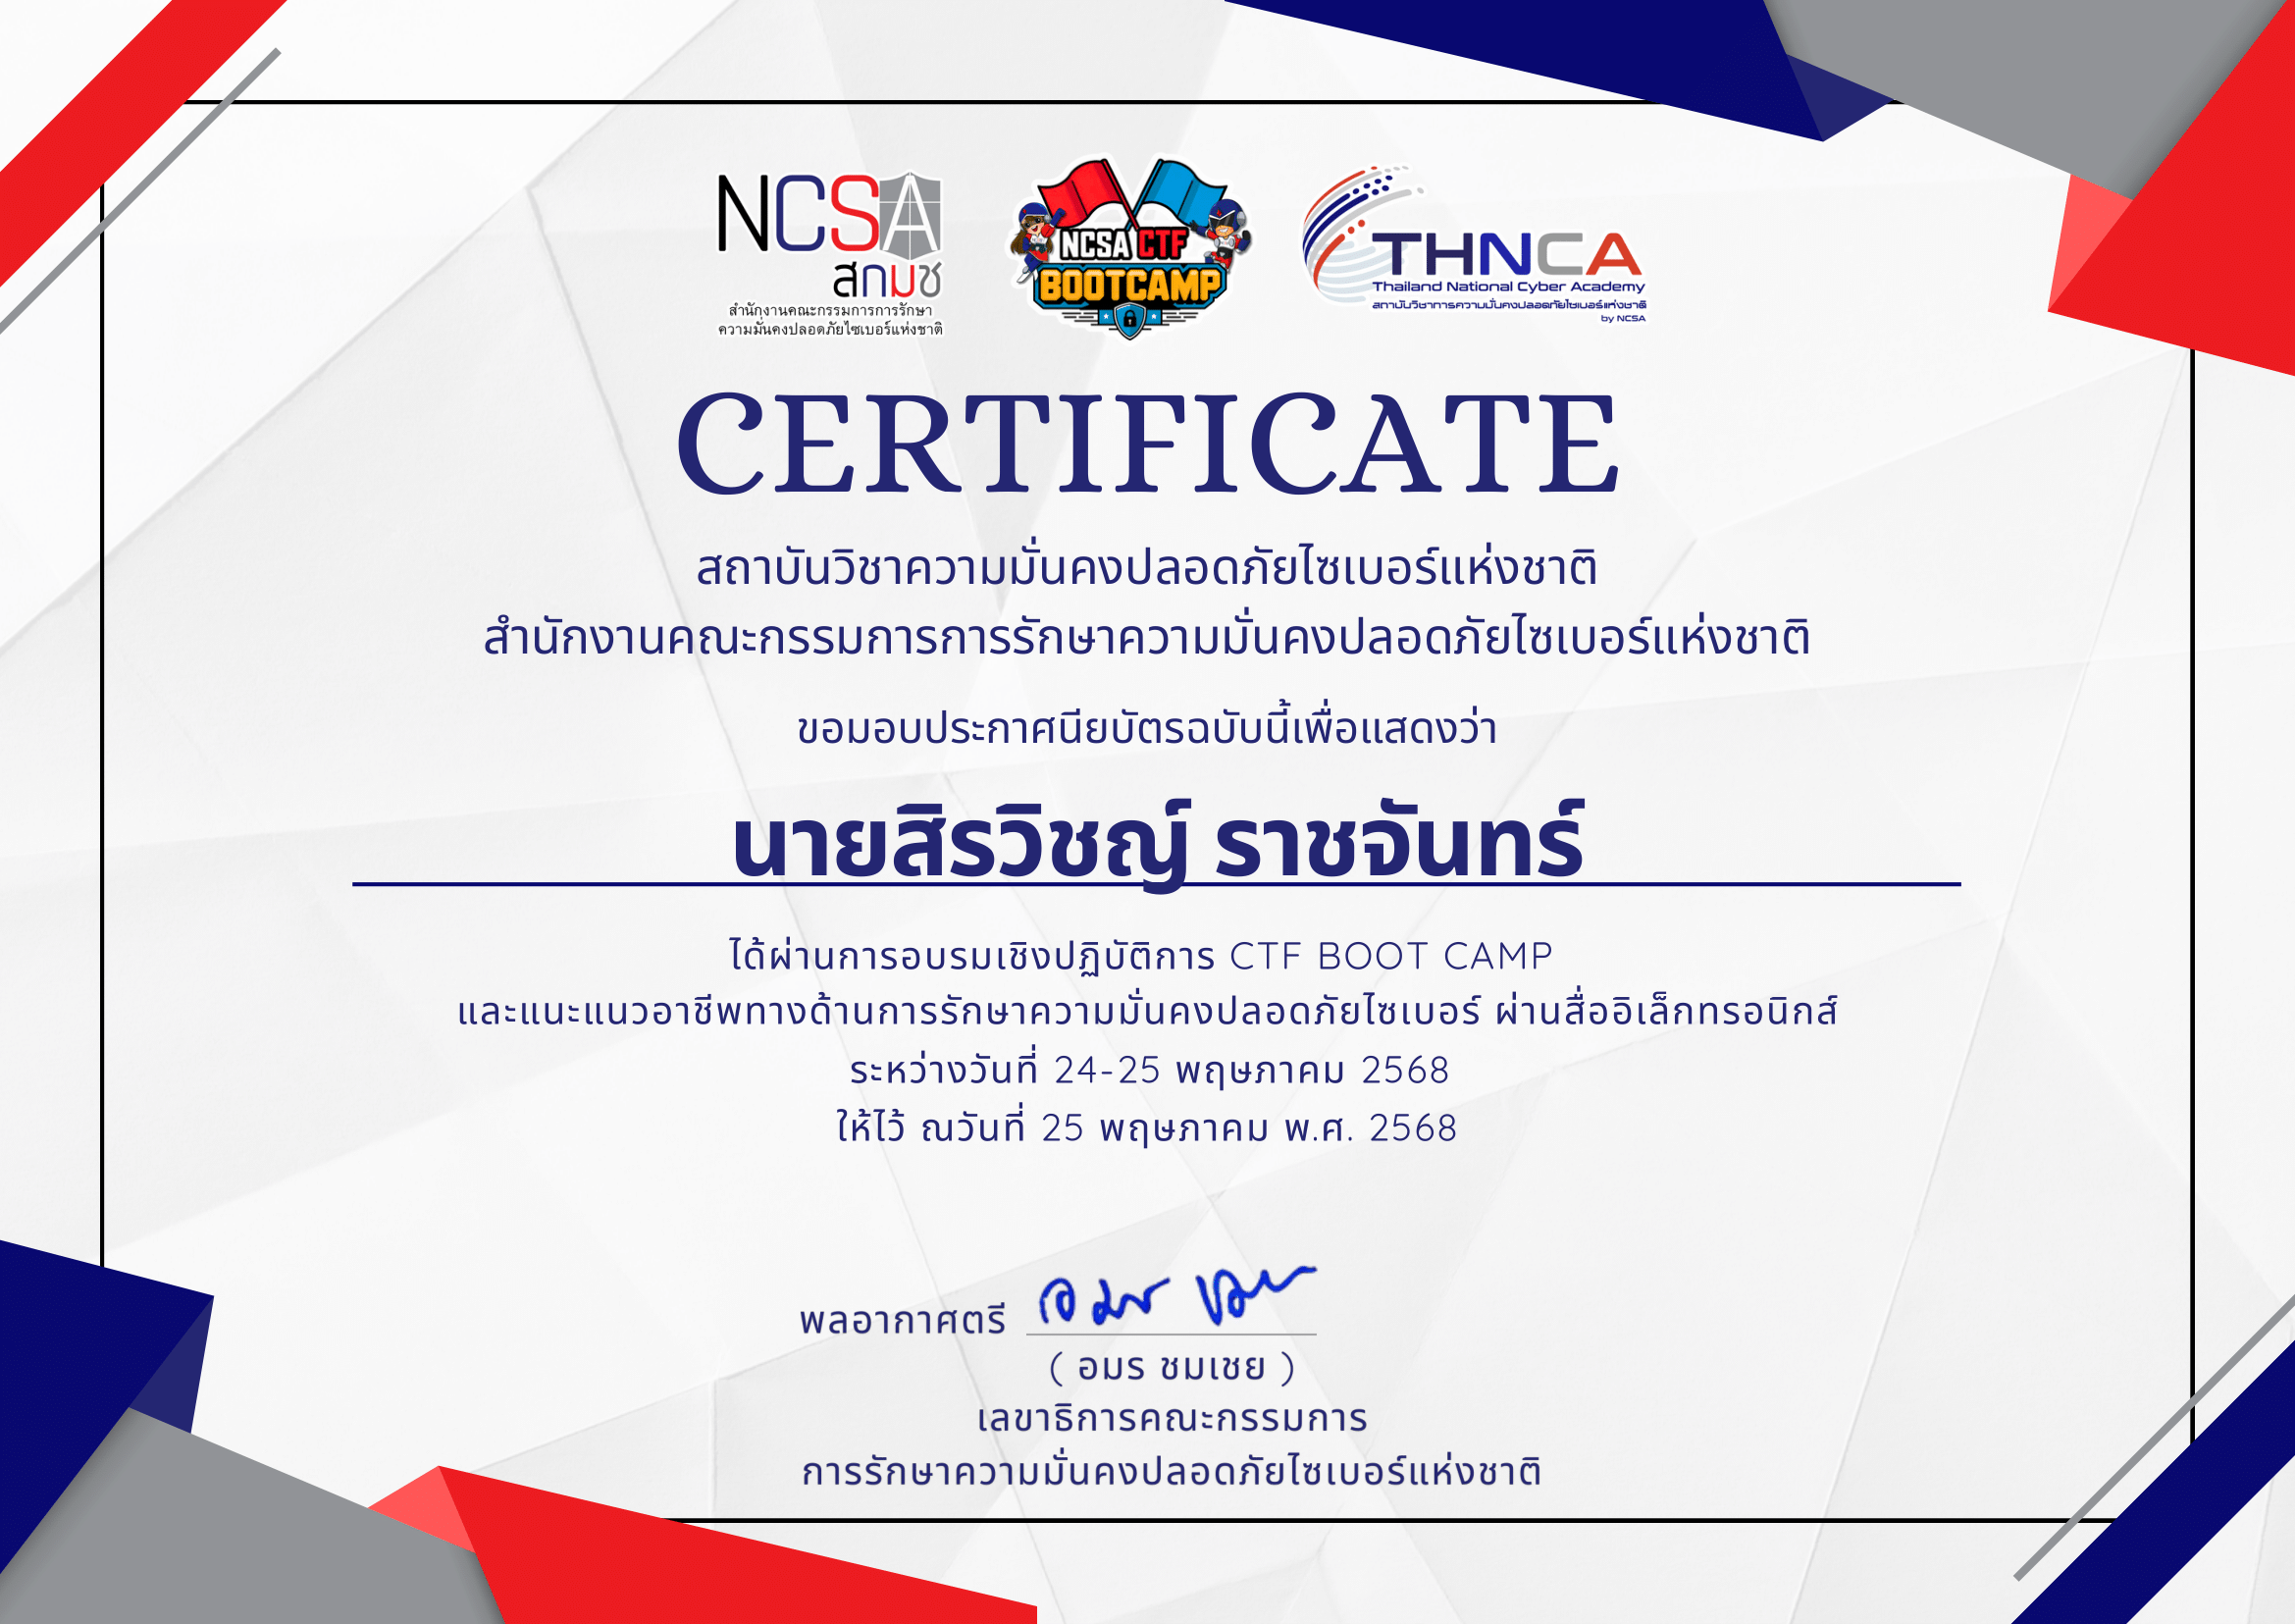 NCSA
สกมช
สำนักงานคณะกรรมการการรักษา
ความมั่นคงปลอดภัยไซเบอร์แห่งชาติ
NCSA CTF
BOOTCAMP
THNCA
Thailand National Cyber Academy
สถาบันวิชาการความมั่นคงปลอดภัยไซเบอร์แห่งชาติ
by NCSA
CERTIFICATE
สถาบันวิชาความมั่นคงปลอดภัยไซเบอร์แห่งชาติ
สำนักงานคณะกรรมการการรักษาความมั่นคงปลอดภัยไซเบอร์แห่งชาติ
ขอมอบประกาศนียบัตรฉบับนี้เพื่อแสดงว่า
นายสิรวิชญ์ ราชจันทร์
ได้ผ่านการอบรมเชิงปฏิบัติการ CTF BOOT CAMP
และแนะแนวอาชีพทางด้านการรักษาความมั่นคงปลอดภัยไซเบอร์ ผ่านสื่ออิเล็กทรอนิกส์
ระหว่างวันที่ 24-25 พฤษภาคม 2568
ให้ไว้ ณวันที่ 25 พฤษภาคม พ.ศ. 2568
พลอากาศตรี อมร ชมเชย
( อมร ชมเชย )
เลขาธิการคณะกรรมการ
การรักษาความมั่นคงปลอดภัยไซเบอร์แห่งชาติ